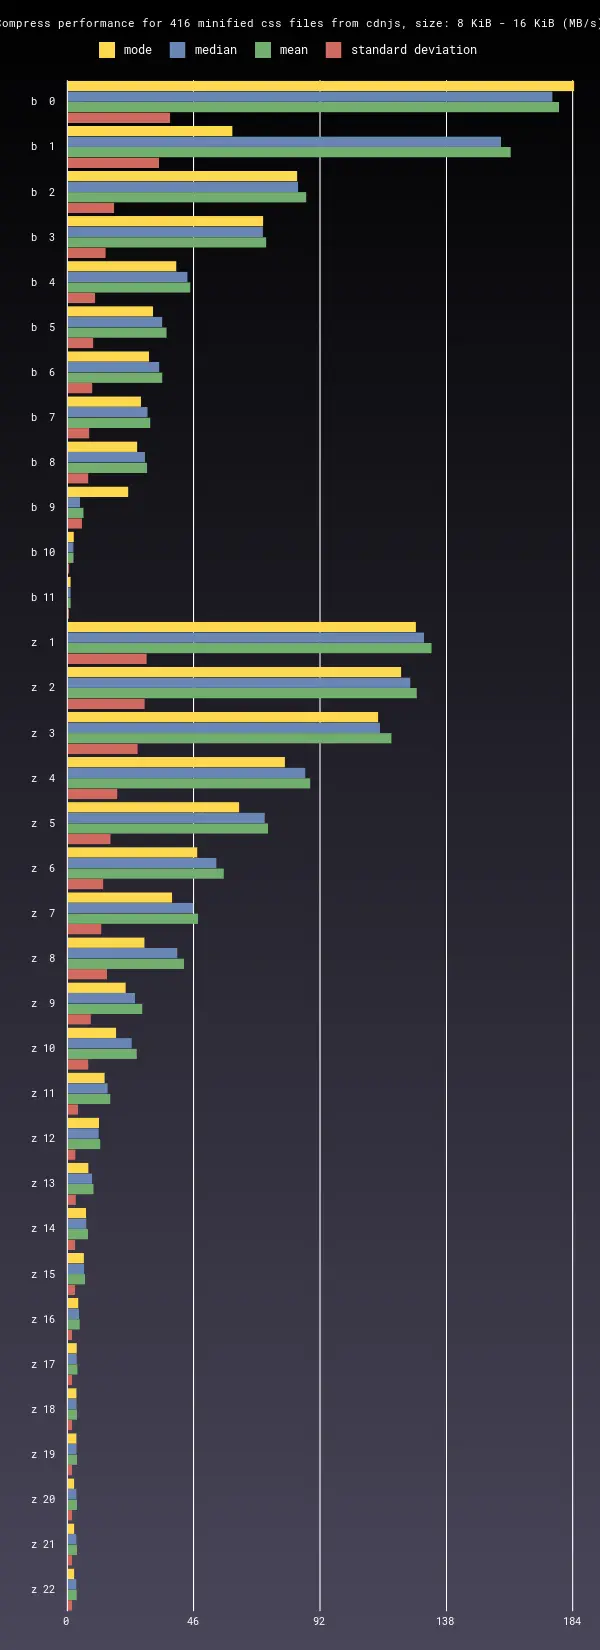 ompress performance for 416 minified css files from cdnjs, size: 8 KiB - 16 KiB (MB/s)
mode median mean standard deviation
b 0
b 1
b 2
b 3
b 4
b 5
b 6
b 7
b 8
b 9
b 10
b 11
z 1
z 2
z 3
z 4
z 5
z 6
z 7
z 8
z 9
z 10
z 11
z 12
z 13
z 14
z 15
z 16
z 17
z 18
z 19
z 20
z 21
z 22
0 46 92 138 184